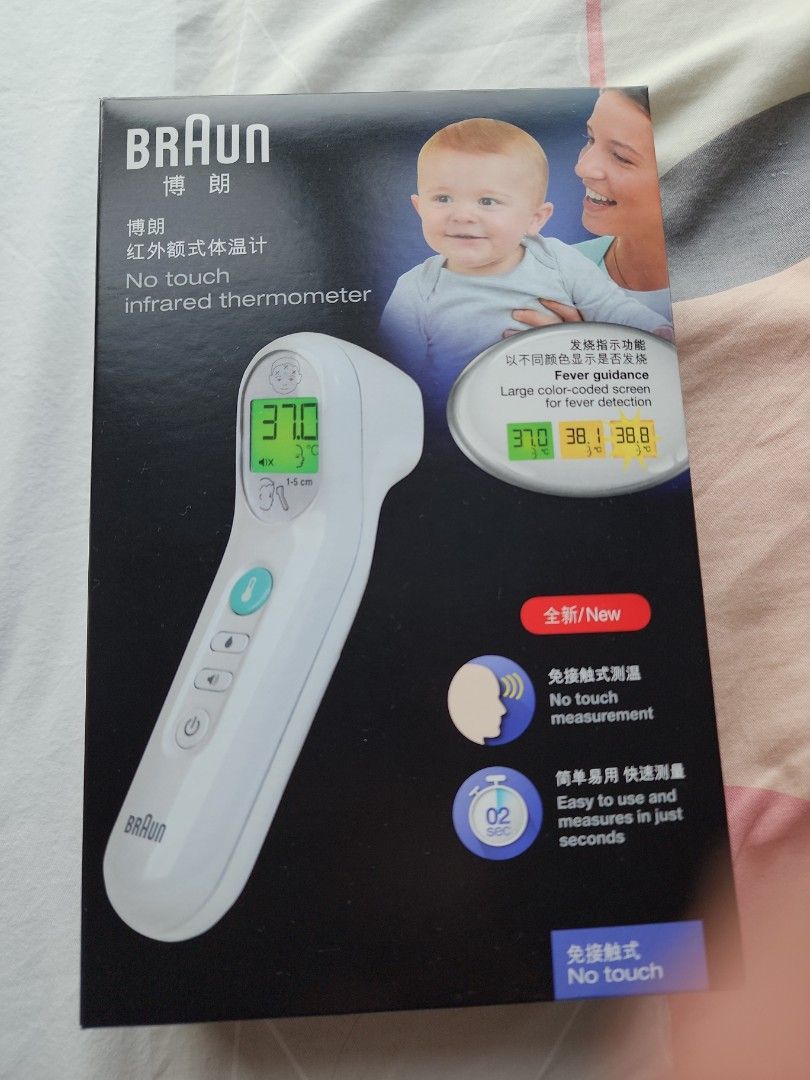 BRAUN
博朗
博朗
红外额式体温计
No touch
infrared thermometer
发烧指示功能
以不同颜色显示是否发烧
Fever guidance
Large color-coded screen
for fever detection
37.0 °C
38.1 °C
38.8 °C
37.0
°C
1-5 cm
全新/New
免接触式测温
No touch
measurement
简单易用 快速测量
02
sec
Easy to use and
measures in just
seconds
BRAUN
免接触式
No touch